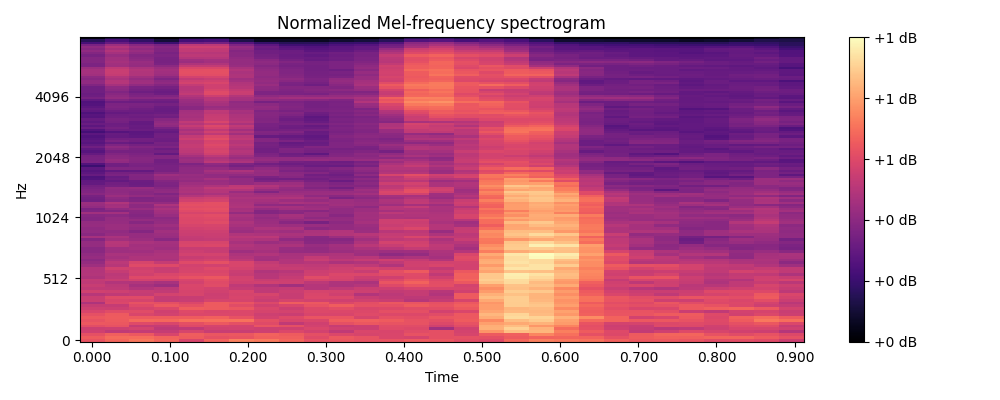 Normalized Mel-frequency spectrogram
Hz
4096
2048
1024
512
0
0.000 0.100 0.200 0.300 0.400 0.500 0.600 0.700 0.800 0.900
Time
+1 dB
+1 dB
+1 dB
+0 dB
+0 dB
+0 dB